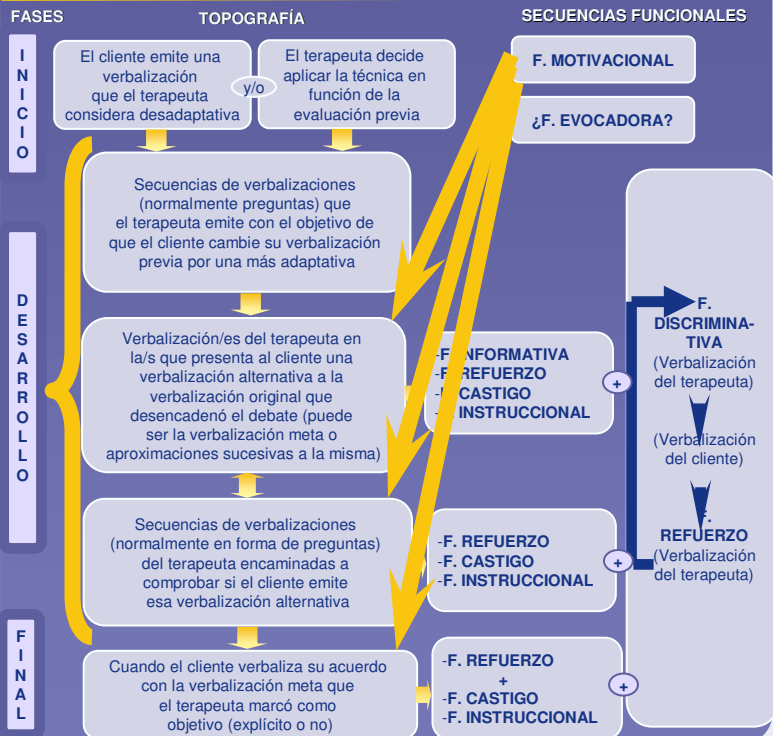 FASES
TOPOGRAFÍA
SECUENCIAS FUNCIONALES
I
N
I
C
I
O
El cliente emite una
verbalización
que el terapeuta
considera desadaptativa
y/o
El terapeuta decide
aplicar la técnica en
función de la
evaluación previa
F. MOTIVACIONAL
¿F. EVOCADORA?
D
E
S
A
R
R
O
L
L
O
Secuencias de verbalizaciones
(normalmente preguntas) que
el terapeuta emite con el objetivo de
que el cliente cambie su verbalización
previa por una más adaptativa
Verbalización/es del terapeuta en
la/s que presenta al cliente una
verbalización alternativa a la
verbalización original que
desencadenó el debate (puede
ser la verbalización meta o
aproximaciones sucesivas a la misma)
-F. INFORMATIVA
-F. REFUERZO
-F. CASTIGO
-F. INSTRUCCIONAL
+
Secuencias de verbalizaciones
(normalmente en forma de preguntas)
del terapeuta encaminadas a
comprobar si el cliente emite
esa verbalización alternativa
-F. REFUERZO
-F. CASTIGO
-F. INSTRUCCIONAL
+
F.
DISCRIMINA-
TIVA
(Verbalización
del terapeuta)
(Verbalización
del cliente)
F.
REFUERZO
(Verbalización
del terapeuta)
F
I
N
A
L
Cuando el cliente verbaliza su acuerdo
con la verbalización meta que
el terapeuta marcó como
objetivo (explícito o no)
-F. REFUERZO
+
-F. CASTIGO
-F. INSTRUCCIONAL
+